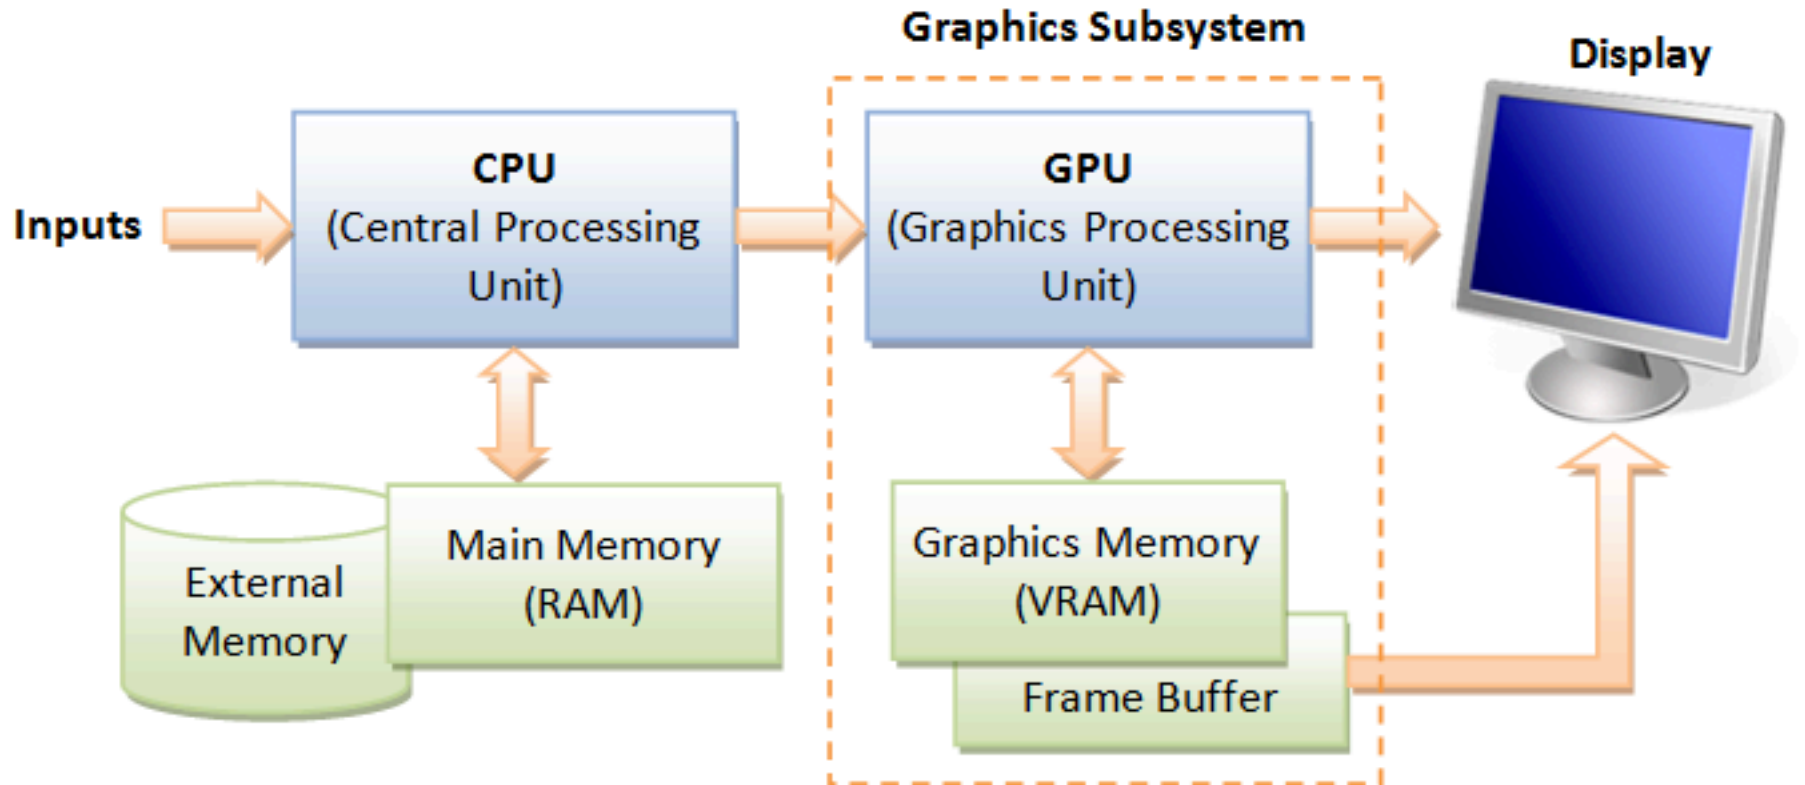 Graphics Subsystem
Display
Inputs
CPU
(Central Processing
Unit)
GPU
(Graphics Processing
Unit)
External
Memory
Main Memory
(RAM)
Graphics Memory
(VRAM)
Frame Buffer